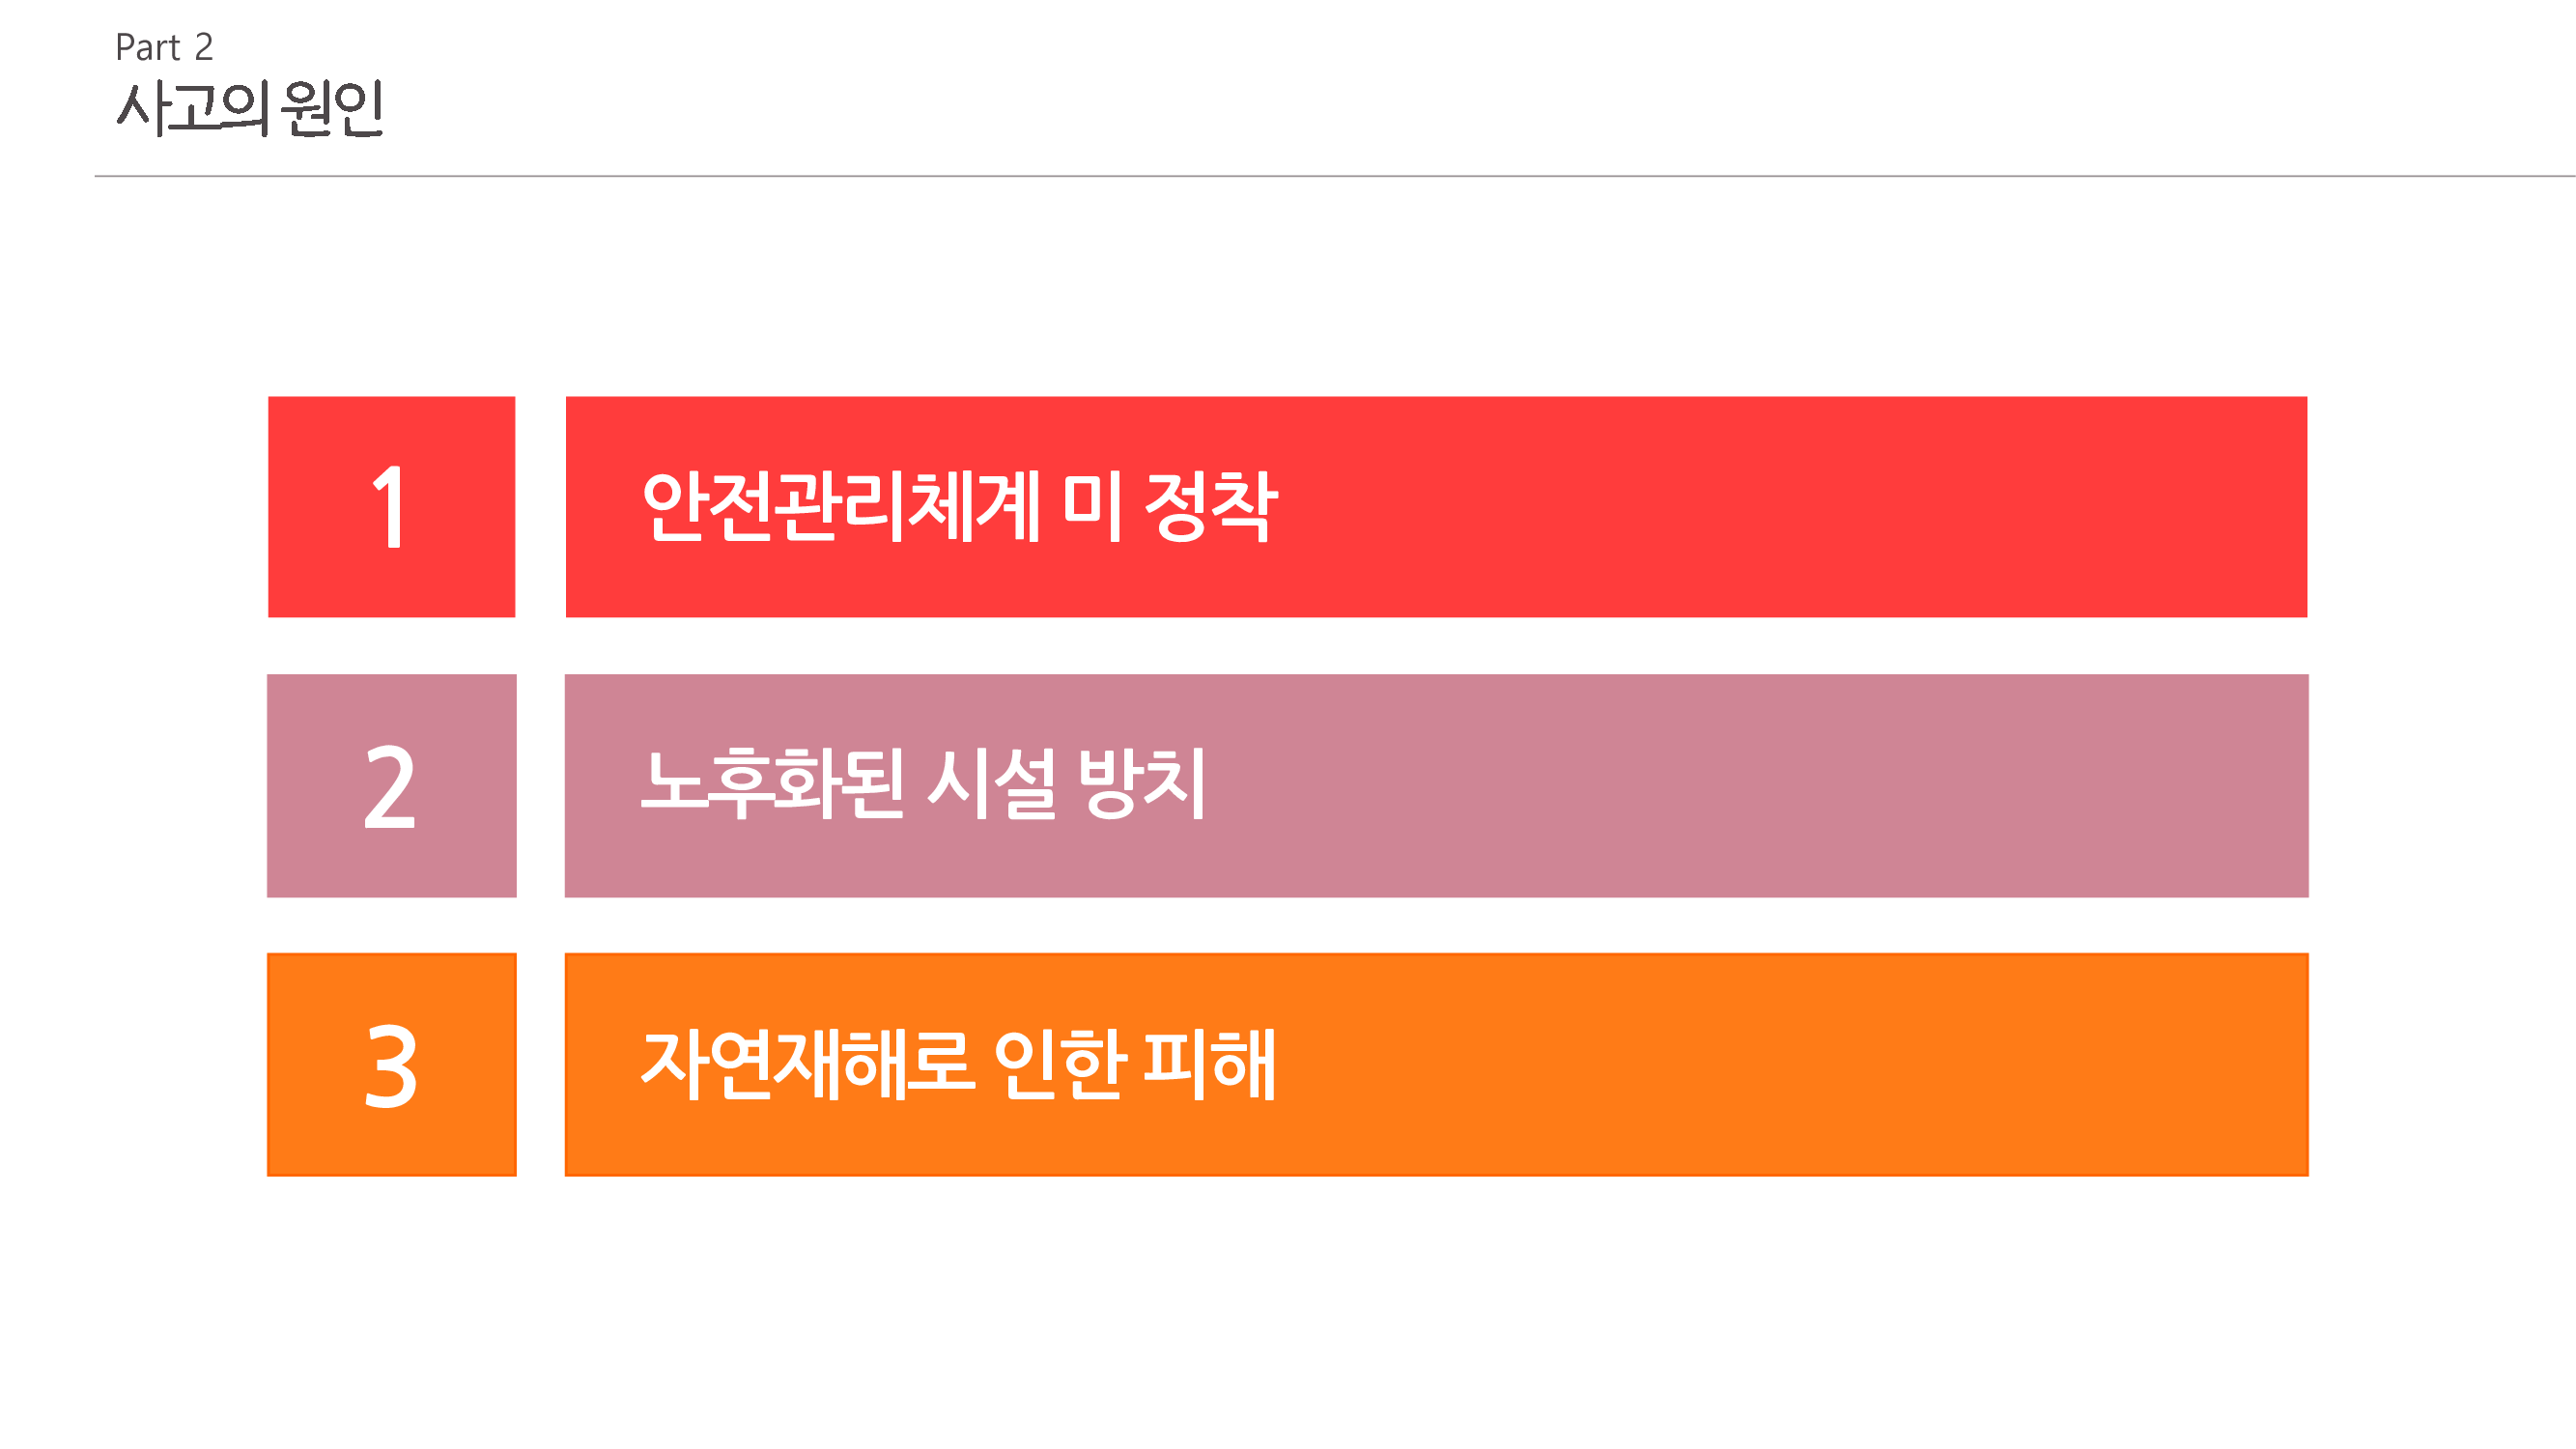 Part 2
사고의 원인
1
안전관리체계 미 정착
2
노후화된 시설 방치
3
자연재해로 인한 피해